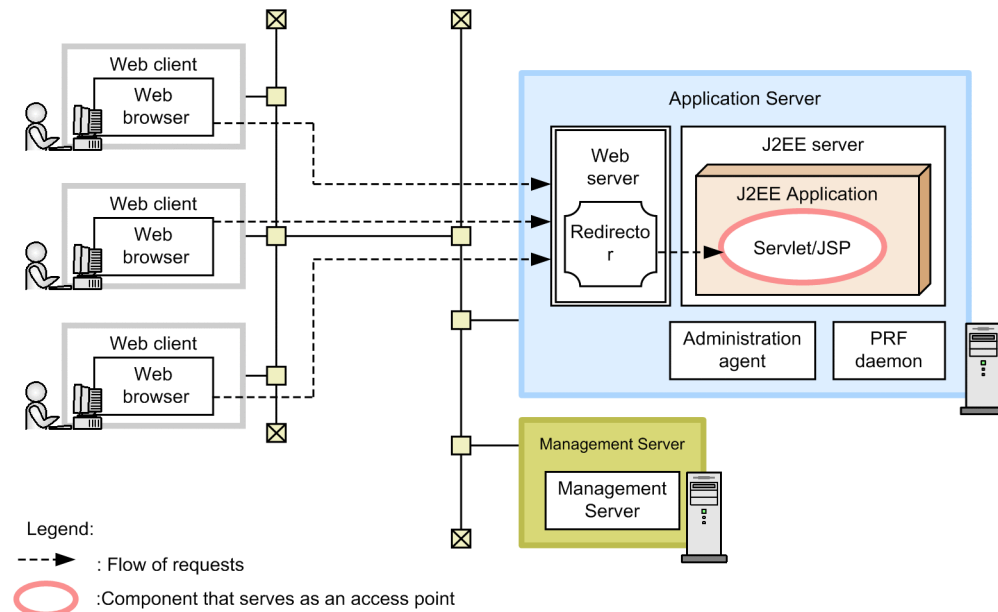 Web client
Web
browser
Web client
Web
browser
Web client
Web
browser
Application Server
Web
server
Redirecto
r
J2EE server
J2EE Application
Servlet/JSP
Administration
agent
PRF
daemon
Management Server
Management
Server
Legend:
: Flow of requests
:Component that serves as an access point